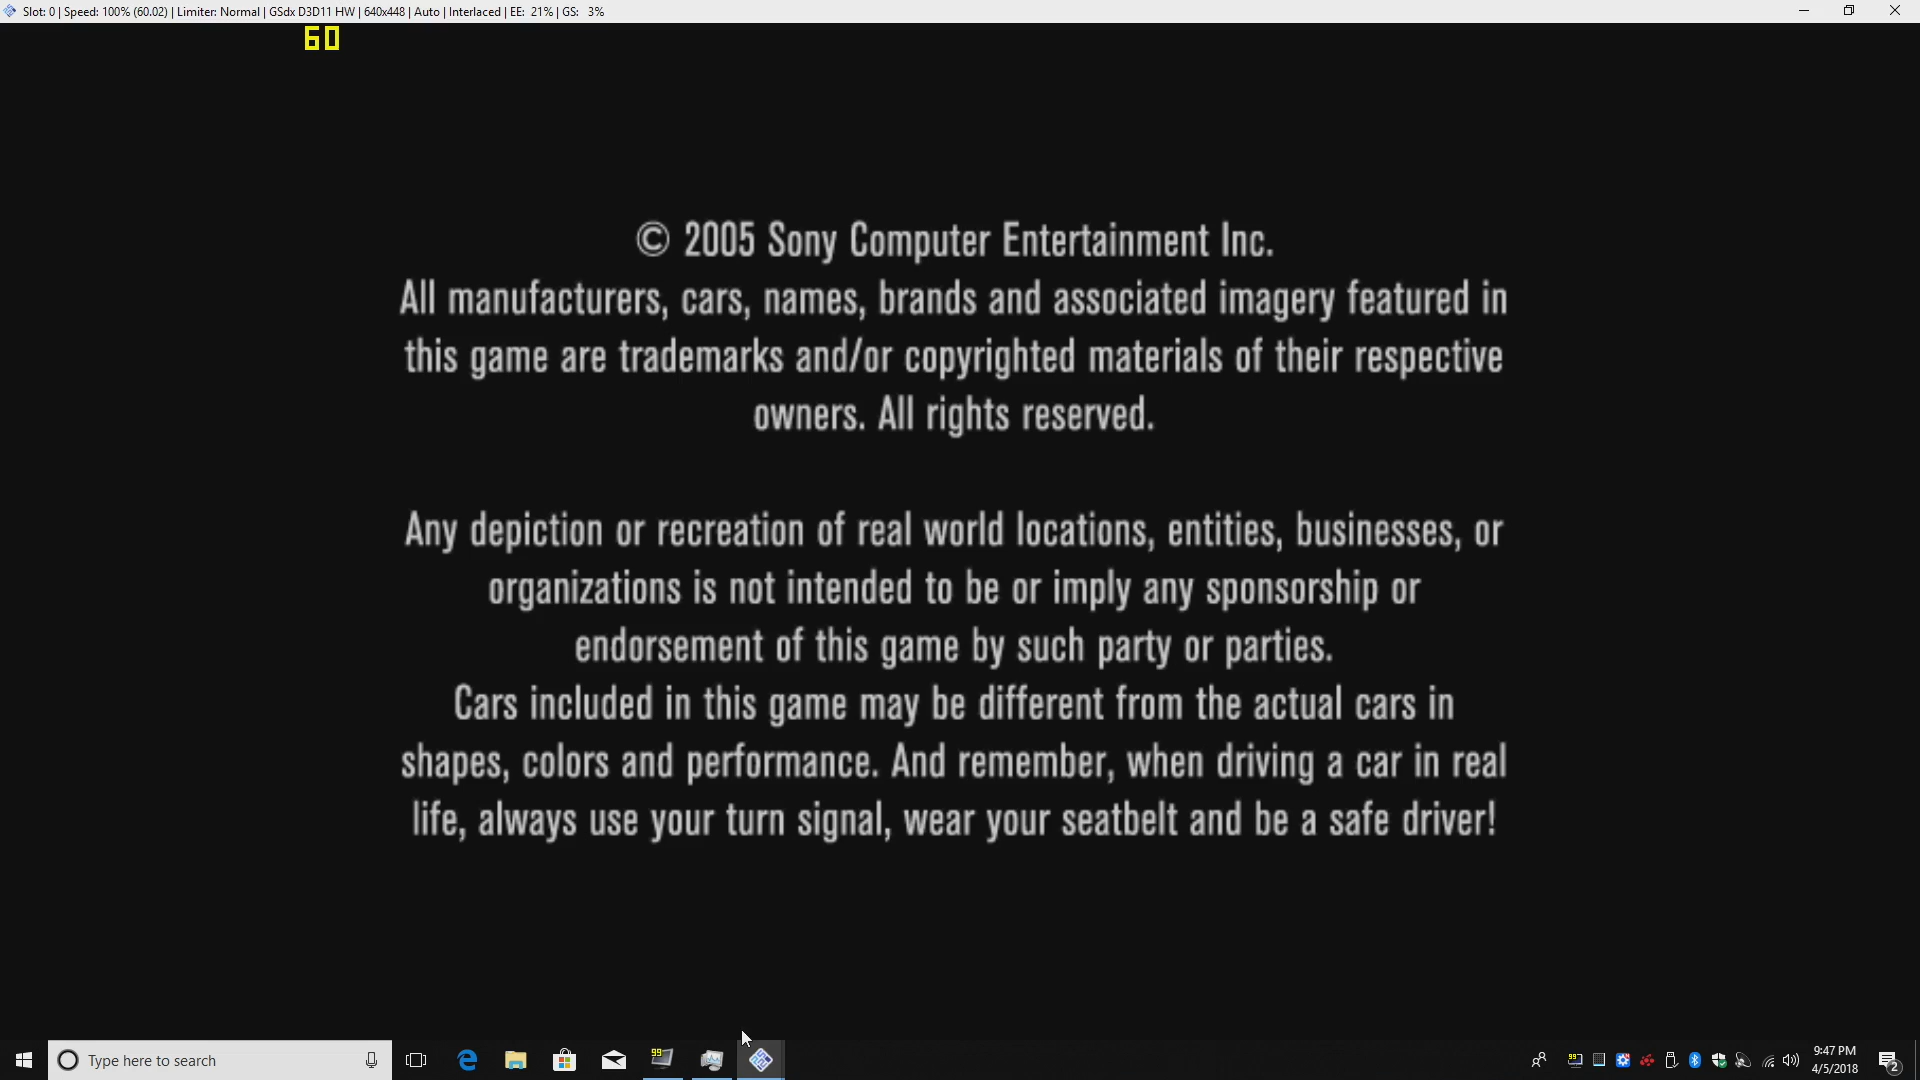 Slot: 0 | Speed: 100% (60.02) | Limiter: Normal | GSdx D3D11 HW | 640x448 | Auto | Interlaced | EE: 21% | GS: 3%
60
© 2005 Sony Computer Entertainment Inc.
All manufacturers, cars, names, brands and associated imagery featured in
this game are trademarks and/or copyrighted materials of their respective
owners. All rights reserved.
Any depiction or recreation of real world locations, entities, businesses, or
organizations is not intended to be or imply any sponsorship or
endorsement of this game by such party or parties.
Cars included in this game may be different from the actual cars in
shapes, colors and performance. And remember, when driving a car in real
life, always use your turn signal, wear your seatbelt and be a safe driver!
Type here to search
99
99
9:47 PM
4/5/2018
2